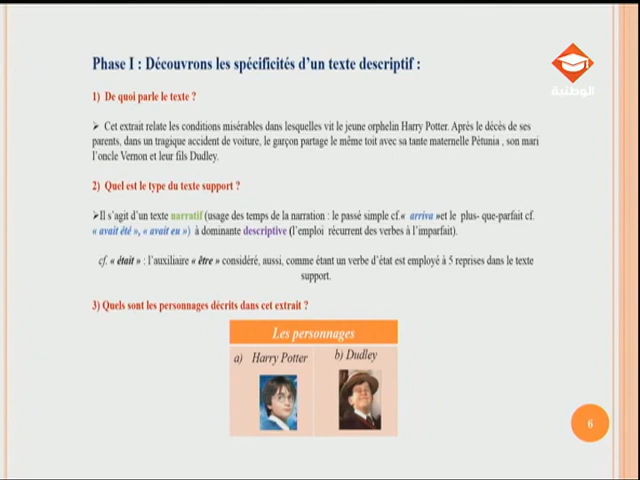 Phase I : Découvrons les spécificités d’un texte descriptif :
الوطنية
1) De quoi parle le texte ?
➢ Cet extrait relate les conditions misérables dans lesquelles vit le jeune orphelin Harry Potter. Après le décès de ses
parents, dans un tragique accident de voiture, le garçon partage le même toit avec sa tante maternelle Pétunia , son mari
l’oncle Vernon et leur fils Dudley.
2) Quel est le type du texte support ?
➢Il s’agit d’un texte narratif (usage des temps de la narration : le passé simple cf.« arriva »et le plus- que-parfait cf.
« avait été », « avait eu ») à dominante descriptive (l’emploi récurrent des verbes à l’imparfait).
cf. « était » : l’auxiliaire « être » considéré, aussi, comme étant un verbe d’état est employé à 5 reprises dans le texte
support.
3) Quels sont les personnages décrits dans cet extrait ?
Les personnages
a) Harry Potter
b) Dudley
6